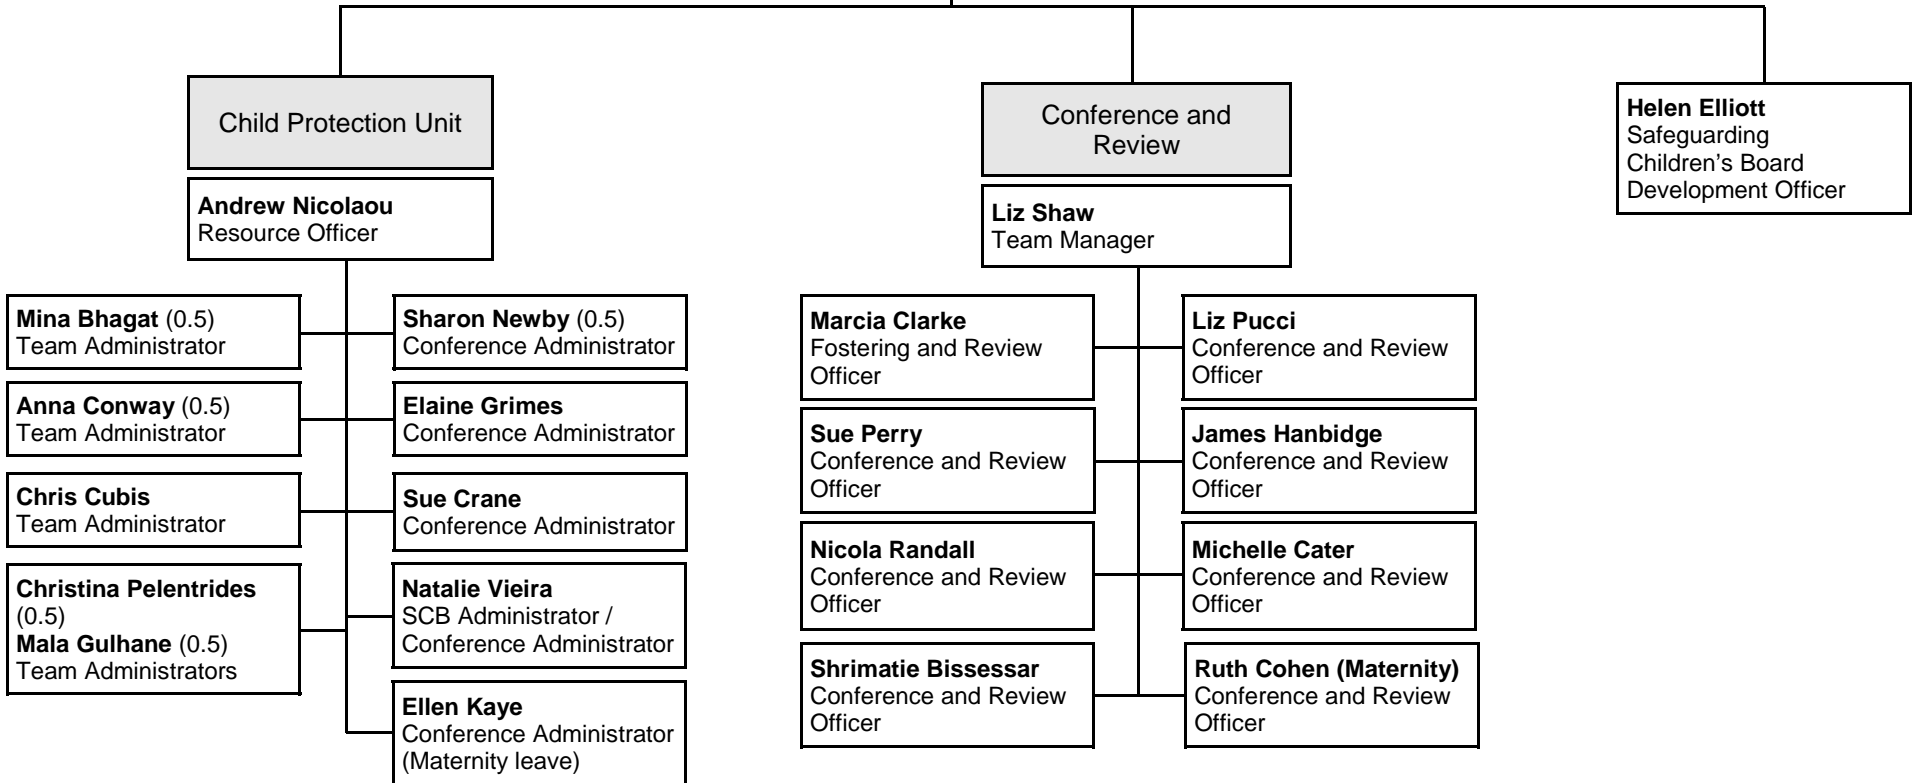 Child Protection Unit
Andrew Nicolaou
Resource Officer
Mina Bhagat (0.5)
Team Administrator
Sharon Newby (0.5)
Conference Administrator
Anna Conway (0.5)
Team Administrator
Elaine Grimes
Conference Administrator
Chris Cubis
Team Administrator
Sue Crane
Conference Administrator
Christina Pelentrides
(0.5)
Mala Gulhane (0.5)
Team Administrators
Natalie Vieira
SCB Administrator /
Conference Administrator
Ellen Kaye
Conference Administrator
(Maternity leave)
Conference and
Review
Liz Shaw
Team Manager
Marcia Clarke
Fostering and Review
Officer
Liz Pucci
Conference and Review
Officer
Sue Perry
Conference and Review
Officer
James Hanbidge
Conference and Review
Officer
Nicola Randall
Conference and Review
Officer
Michelle Cater
Conference and Review
Officer
Shrimatie Bissessar
Conference and Review
Officer
Ruth Cohen (Maternity)
Conference and Review
Officer
Helen Elliott
Safeguarding
Children's Board
Development Officer